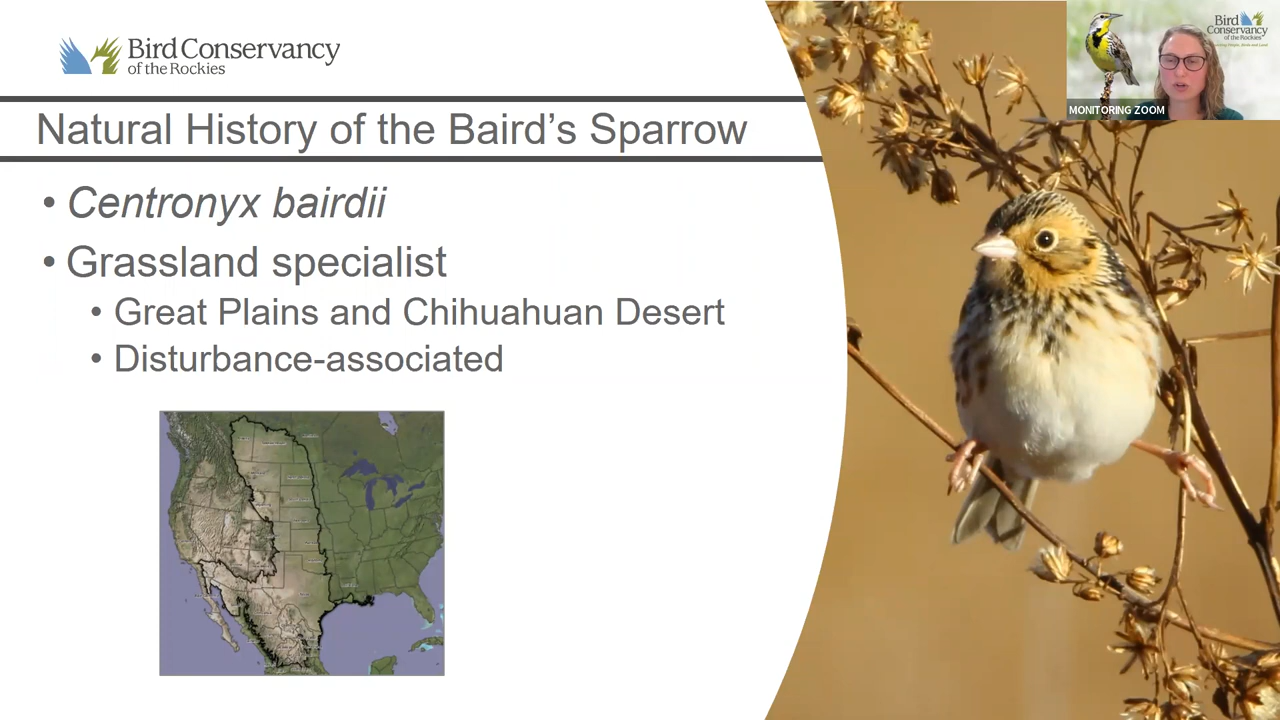 Bird Conservancy
of the Rockies
Natural History of the Baird's Sparrow
• Centronyx bairdii
• Grassland specialist
• Great Plains and Chihuahuan Desert
• Disturbance-associated
Bird
Conservancy
of the Rockies
MONITORING ZOOM